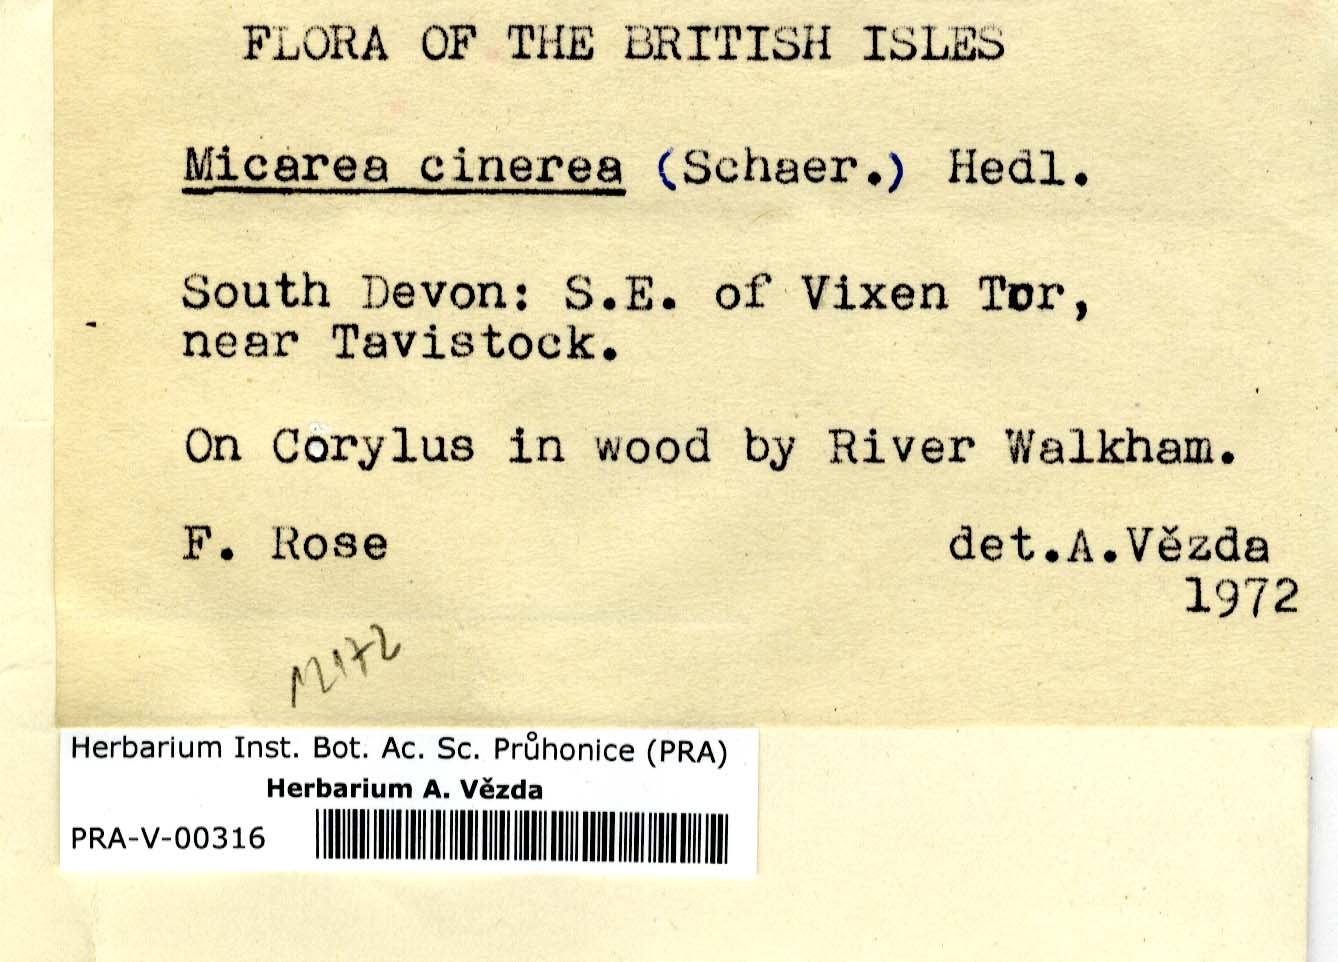 FLORA OF THE BRITISH ISLES
Micarea cinerea (Schaer.) Hedl.
South Devon: S.E. of Vixen Tor,
near Tavistock.
On Corylus in wood by River Walkham.
F. Rose det.A.Vězda
1972
Herbarium Inst. Bot. Ac. Sc. Průhonice (PRA)
Herbarium A. Vězda
PRA-V-00316